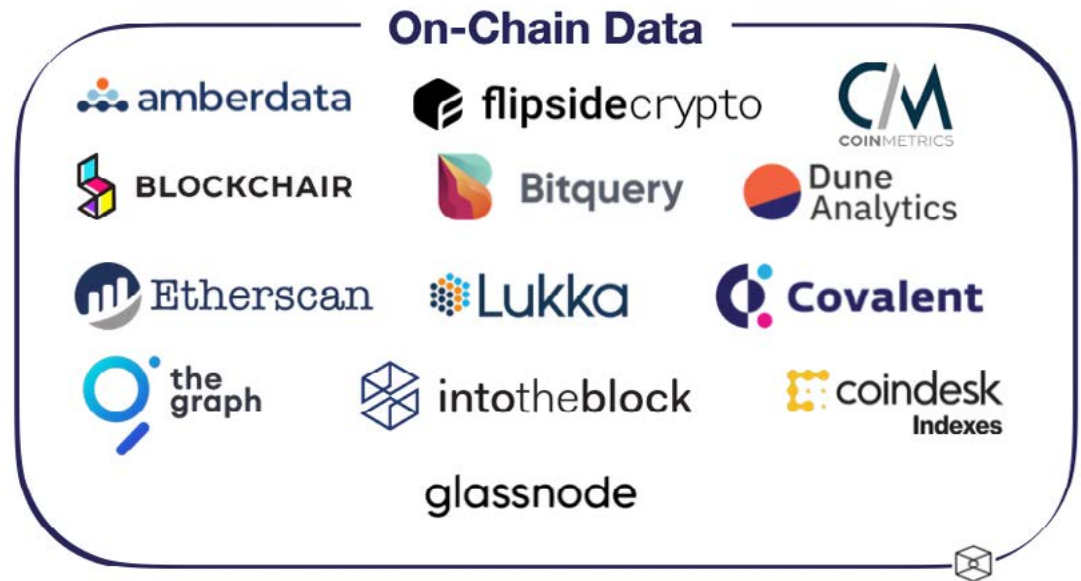 On-Chain Data
amberdata
flipsidecrypto
CM
COINMETRICS
BLOCKCHAIR
Bitquery
Dune
Analytics
Etherscan
Lukka
Covalent
the
graph
intotheblock
coindesk
Indexes
glassnode